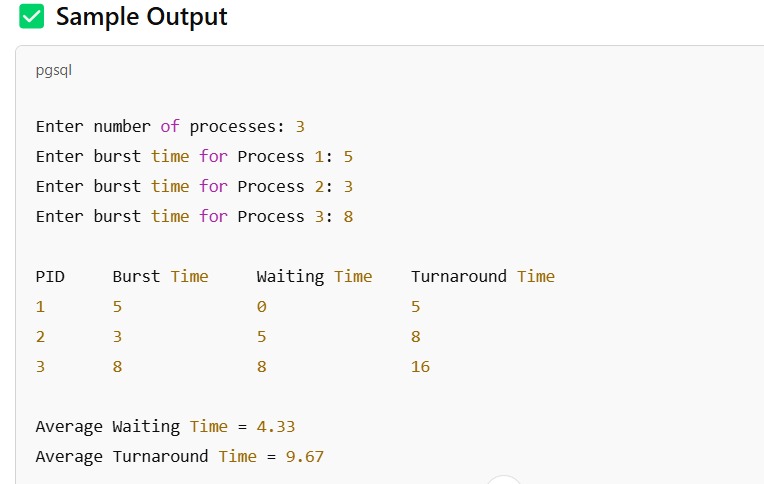 ✅ Sample Output
pgsql
Enter number of processes: 3
Enter burst time for Process 1: 5
Enter burst time for Process 2: 3
Enter burst time for Process 3: 8
PID Burst Time Waiting Time Turnaround Time
1 5 0 5
2 3 5 8
3 8 8 16
Average Waiting Time = 4.33
Average Turnaround Time = 9.67